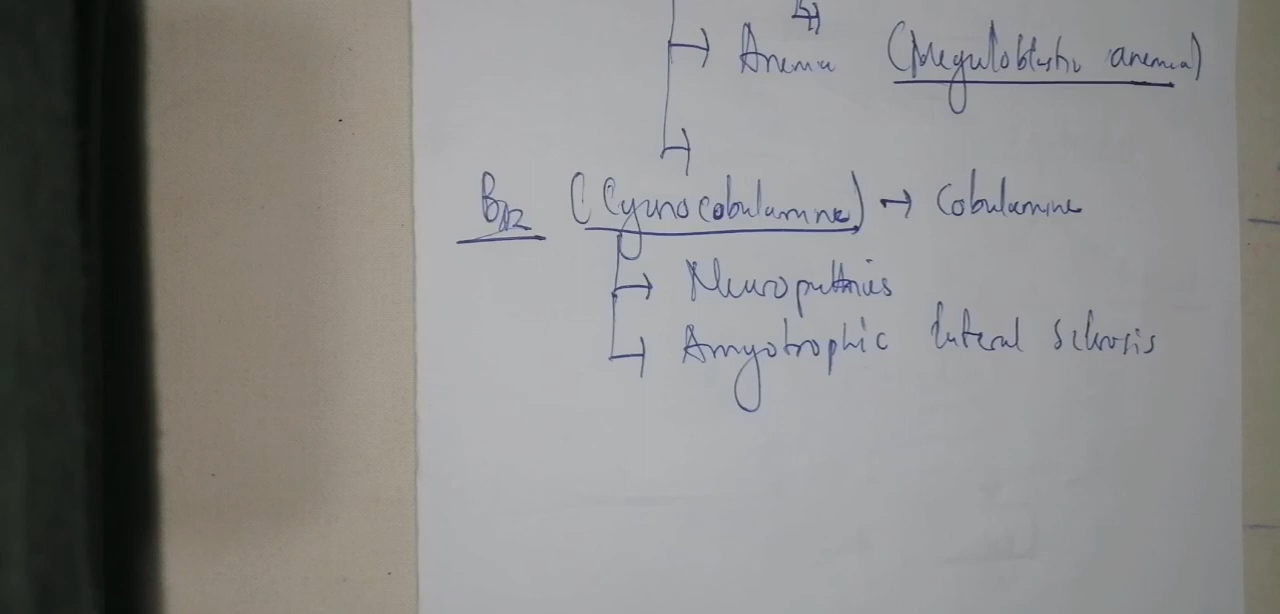 → Anemia (Megaloblastic anemia)
B12 (Cyanocobalamine) → Cobalamine
→ Neuropathies
→ Amyotrophic lateral sclerosis